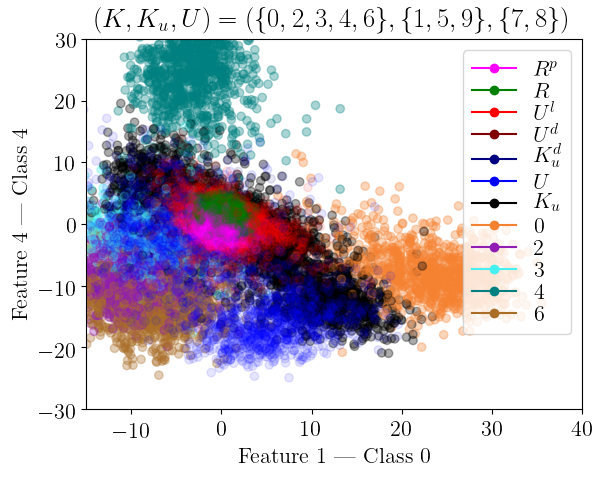 (K, K_u, U) = ({0, 2, 3, 4, 6}, {1, 5, 9}, {7, 8})
30
20
10
0
−10
−20
−30
Feature 4 — Class 4
−10
0
10
20
30
40
Feature 1 — Class 0
R^p
R
U^l
U^d
K_u^d
U
K_u
0
2
3
4
6